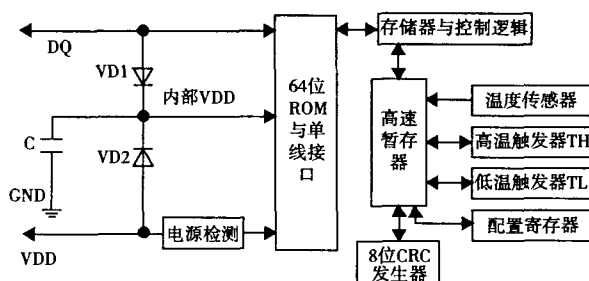 DQ
VD1
内部VDD
C
VD2
GND
VDD
电源检测
64位
ROM
与单
线接
口
存储器与控制逻辑
高速
暂存
器
温度传感器
高温触发器TH
低温触发器TL
配置寄存器
8位CRC
发生器